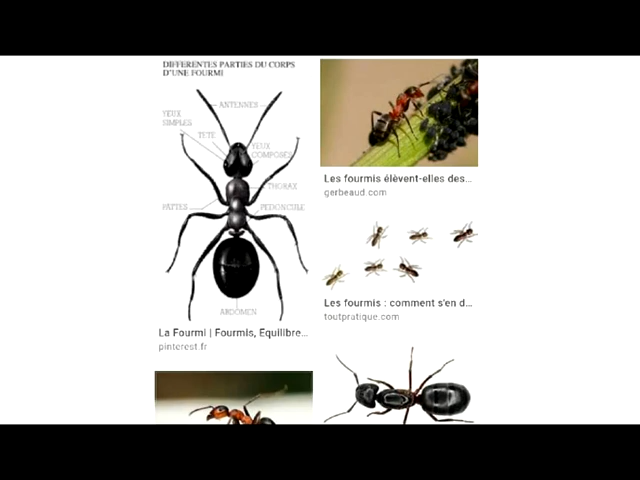 DIFFERENTES PARTIES DU CORPS
D'UNE FOURMI
ANTENNES
YEUX
SIMPLES
TETE
YEUX
COMPOSÉS
THORAX
PATTES
PEDONCULE
ABDOMEN
La Fourmi | Fourmis, Equilibre...
pinterest.fr
Les fourmis élèvent-elles des...
gerbeaud.com
Les fourmis : comment s'en d...
toutpratique.com